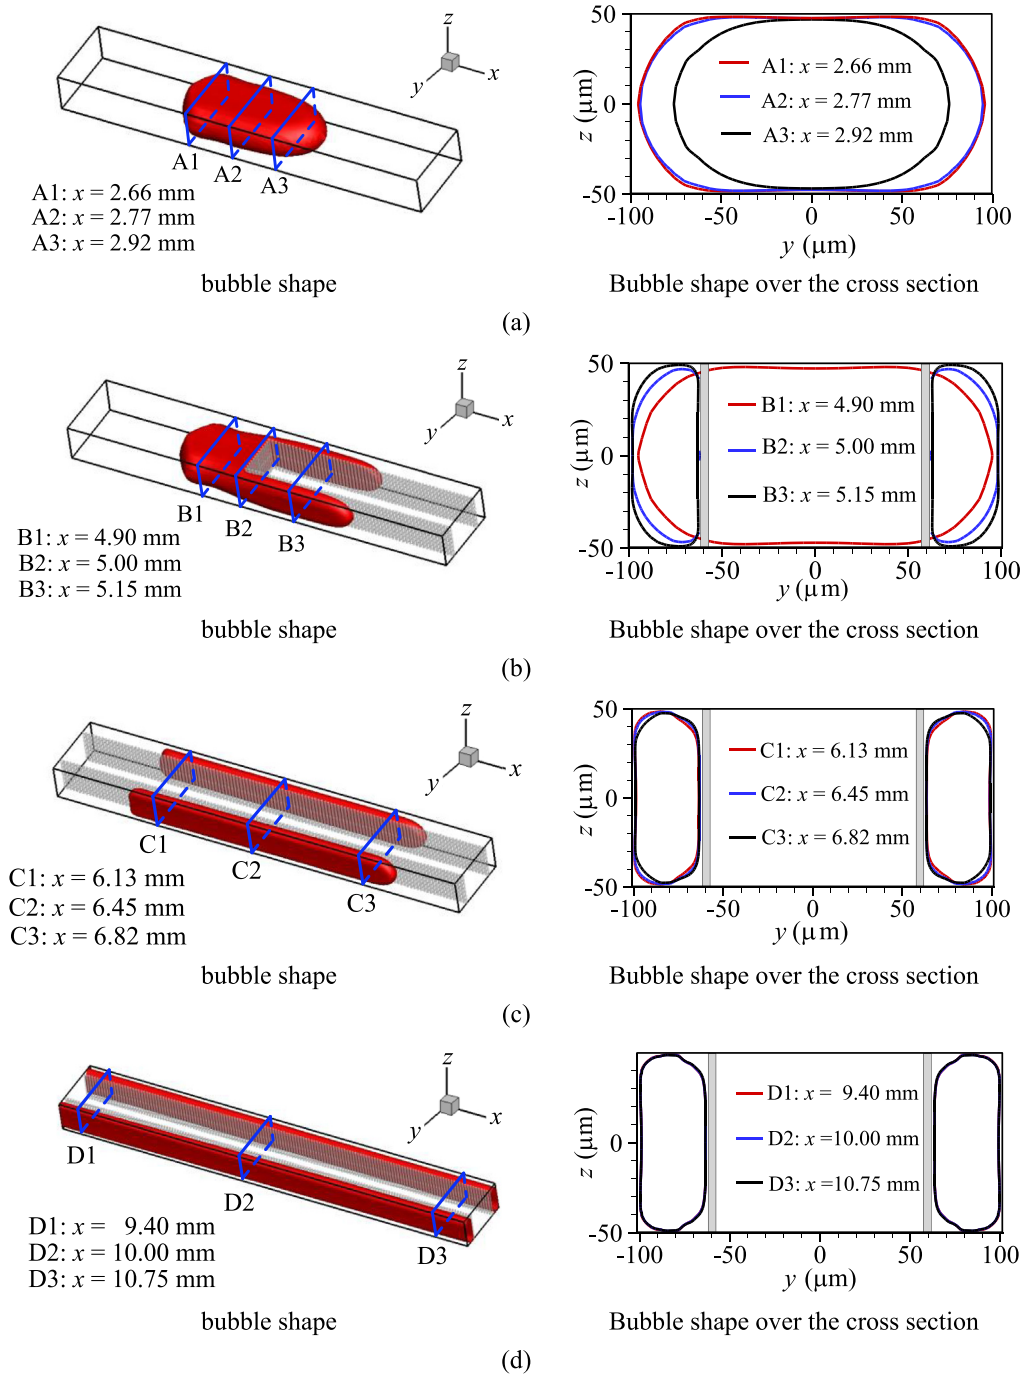 z
x
y
A1
A2
A3
A1: x = 2.66 mm
A2: x = 2.77 mm
A3: x = 2.92 mm
bubble shape
50
0
-50
z (μm)
A1: x = 2.66 mm
A2: x = 2.77 mm
A3: x = 2.92 mm
-100
-50
0
50
100
y (μm)
Bubble shape over the cross section
(a)
z
x
y
B1
B2
B3
B1: x = 4.90 mm
B2: x = 5.00 mm
B3: x = 5.15 mm
bubble shape
50
0
-50
z (μm)
B1: x = 4.90 mm
B2: x = 5.00 mm
B3: x = 5.15 mm
-100
-50
0
50
100
y (μm)
Bubble shape over the cross section
(b)
z
x
y
C1
C2
C3
C1: x = 6.13 mm
C2: x = 6.45 mm
C3: x = 6.82 mm
bubble shape
50
0
-50
z (μm)
C1: x = 6.13 mm
C2: x = 6.45 mm
C3: x = 6.82 mm
-100
-50
0
50
100
y (μm)
Bubble shape over the cross section
(c)
z
x
y
D1
D2
D3
D1: x = 9.40 mm
D2: x = 10.00 mm
D3: x = 10.75 mm
bubble shape
50
0
-50
z (μm)
D1: x = 9.40 mm
D2: x =10.00 mm
D3: x =10.75 mm
-100
-50
0
50
100
y (μm)
Bubble shape over the cross section
(d)